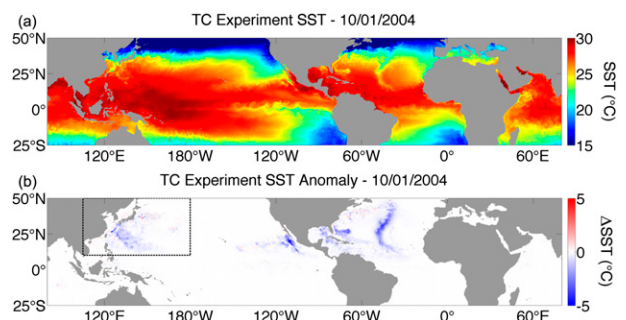 (a) TC Experiment SST - 10/01/2004
50°N
25°N
0°N
25°S
120°E 180°W 120°W 60°W 0° 60°E
30
25
20
15
SST (°C)
(b) TC Experiment SST Anomaly - 10/01/2004
50°N
25°N
0°N
25°S
120°E 180°W 120°W 60°W 0° 60°E
5
0
-5
ΔSST (°C)